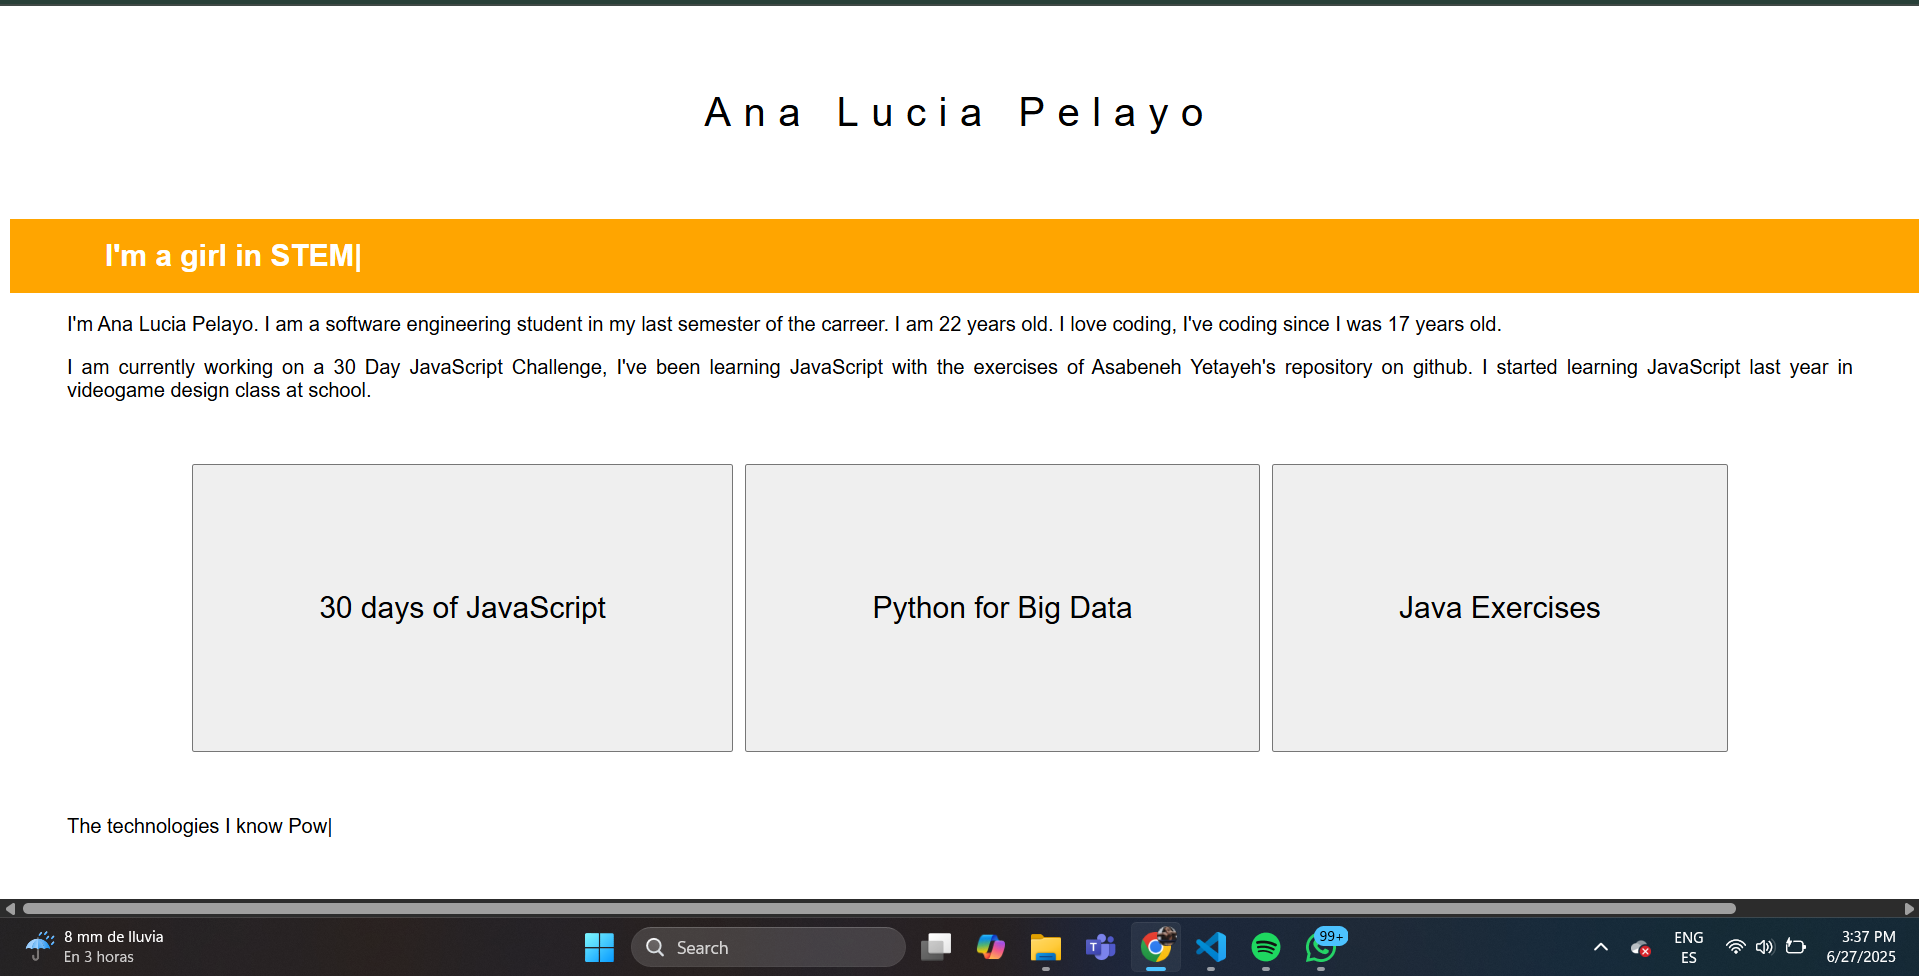 Ana Lucia Pelayo
I'm a girl in STEM|
I'm Ana Lucia Pelayo. I am a software engineering student in my last semester of the carreer. I am 22 years old. I love coding, I've coding since I was 17 years old.
I am currently working on a 30 Day JavaScript Challenge, I've been learning JavaScript with the exercises of Asabeneh Yetayeh's repository on github. I started learning JavaScript last year in
videogame design class at school.
30 days of JavaScript
Python for Big Data
Java Exercises
The technologies I know Pow|
8 mm de lluvia
En 3 horas
Search
T
99+
ENG
ES
3:37 PM
6/27/2025